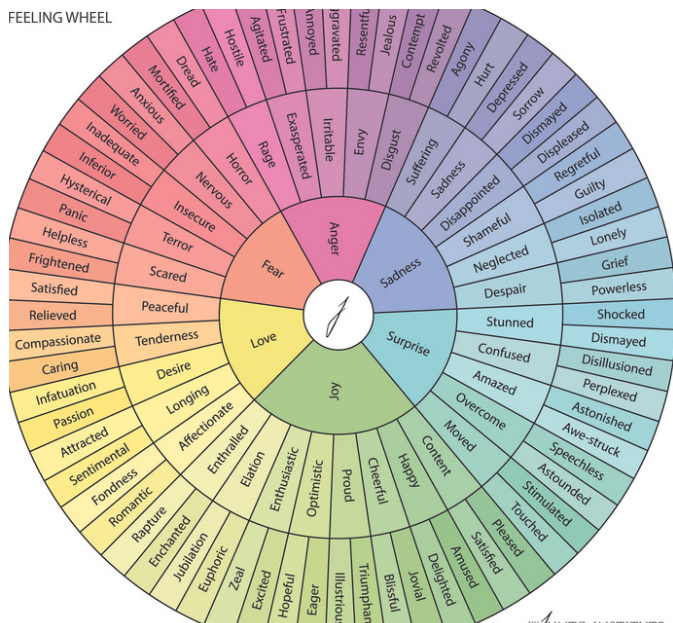 FEELING WHEEL
Anger
Sadness
Surprise
Joy
Love
Fear
Rage
Exasperated
Irritable
Envy
Disgust
Suffering
Sadness
Disappointed
Shameful
Neglected
Despair
Stunned
Confused
Amazed
Overcome
Moved
Content
Happy
Cheerful
Proud
Optimistic
Enthusiastic
Elation
Enthralled
Affectionate
Longing
Desire
Tenderness
Peaceful
Scared
Terror
Insecure
Nervous
Horror
Hate
Hostile
Agitated
Frustrated
Annoyed
ggravated
Resentfu
Jealous
Contempt
Revolted
Agony
Hurt
Depressed
Sorrow
Dismayed
Displeased
Regretful
Guilty
Isolated
Lonely
Grief
Powerless
Shocked
Dismayed
Disillusioned
Perplexed
Astonished
Awe-struck
Speechless
Astounded
Stimulated
Touched
Pleased
Satisfied
Amused
Delighted
Jovial
Blissful
Triumphan
Illustriou
Eager
Hopeful
Excited
Zeal
Euphoric
Jubilation
Enchanted
Rapture
Romantic
Fondness
Sentimental
Attracted
Passion
Infatuation
Caring
Compassionate
Relieved
Satisfied
Frightened
Helpless
Panic
Hysterical
Inferior
Inadequate
Worried
Anxious
Mortified
Dread